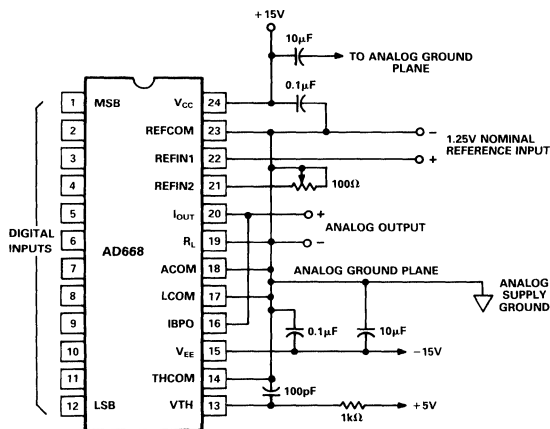 +15V
10μF
TO ANALOG GROUND
PLANE
0.1μF
1 MSB VCC 24
2 REFCOM 23 −
3 REFIN1 22 +
1.25V NOMINAL
REFERENCE INPUT
4 REFIN2 21 100Ω
5 IOUT 20 +
ANALOG OUTPUT
DIGITAL
INPUTS
6 RL 19 −
AD668
7 ACOM 18
ANALOG GROUND PLANE
8 LCOM 17
ANALOG
SUPPLY
GROUND
9 IBPO 16
0.1μF 10μF
10 VEE 15 −15V
11 THCOM 14
100pF
12 LSB VTH 13 +5V
1kΩ